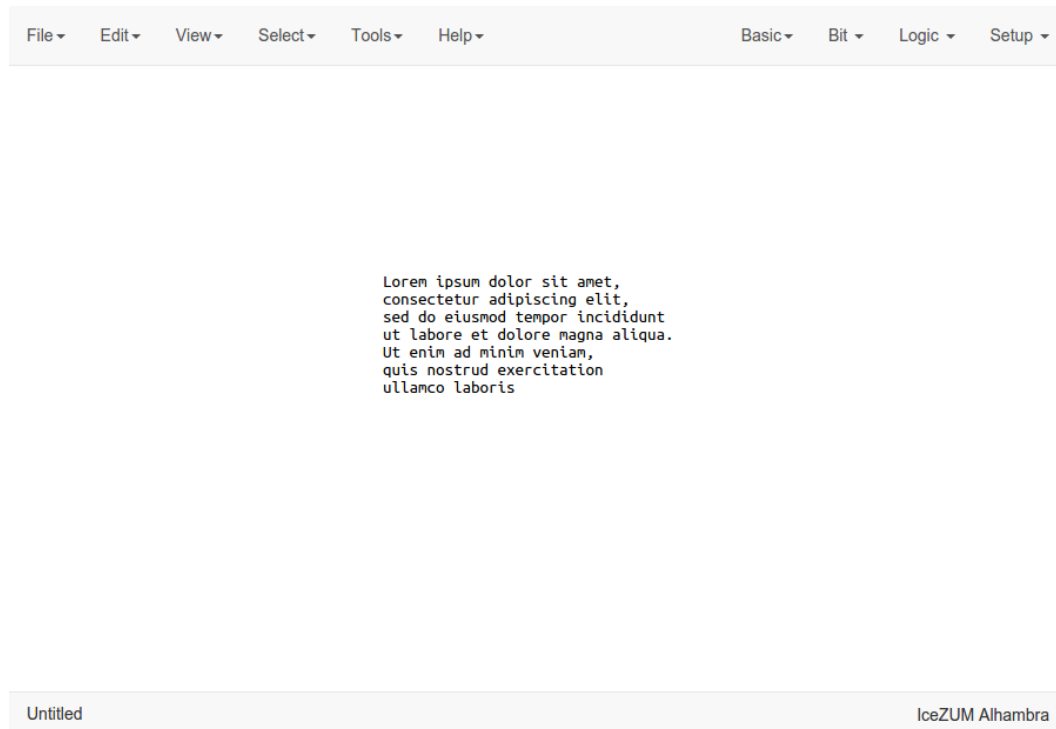 File Edit View Select Tools Help Basic Bit Logic Setup
Lorem ipsum dolor sit amet,
consectetur adipiscing elit,
sed do eiusmod tempor incididunt
ut labore et dolore magna aliqua.
Ut enim ad minim veniam,
quis nostrud exercitation
ullamco laboris
Untitled IceZUM Alhambra